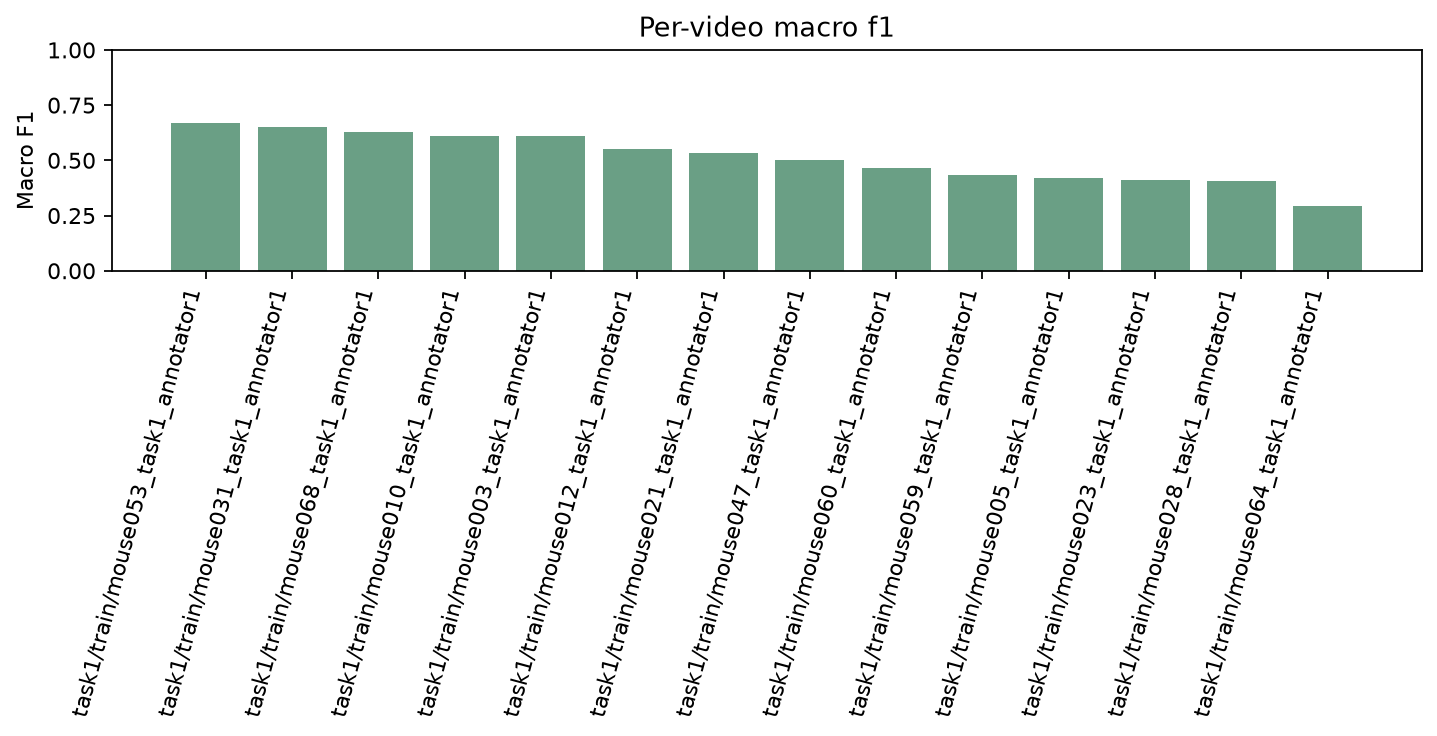 Per-video macro f1
Macro F1
1.00
0.75
0.50
0.25
0.00
task1/train/mouse053_task1_annotator1
task1/train/mouse031_task1_annotator1
task1/train/mouse068_task1_annotator1
task1/train/mouse010_task1_annotator1
task1/train/mouse003_task1_annotator1
task1/train/mouse012_task1_annotator1
task1/train/mouse021_task1_annotator1
task1/train/mouse047_task1_annotator1
task1/train/mouse060_task1_annotator1
task1/train/mouse059_task1_annotator1
task1/train/mouse005_task1_annotator1
task1/train/mouse023_task1_annotator1
task1/train/mouse028_task1_annotator1
task1/train/mouse064_task1_annotator1